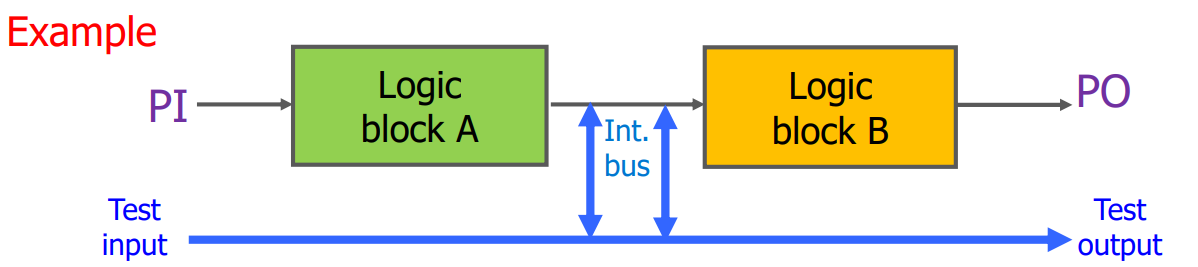 Example
PI
Logic
block A
Int.
bus
Logic
block B
PO
Test
input
Test
output